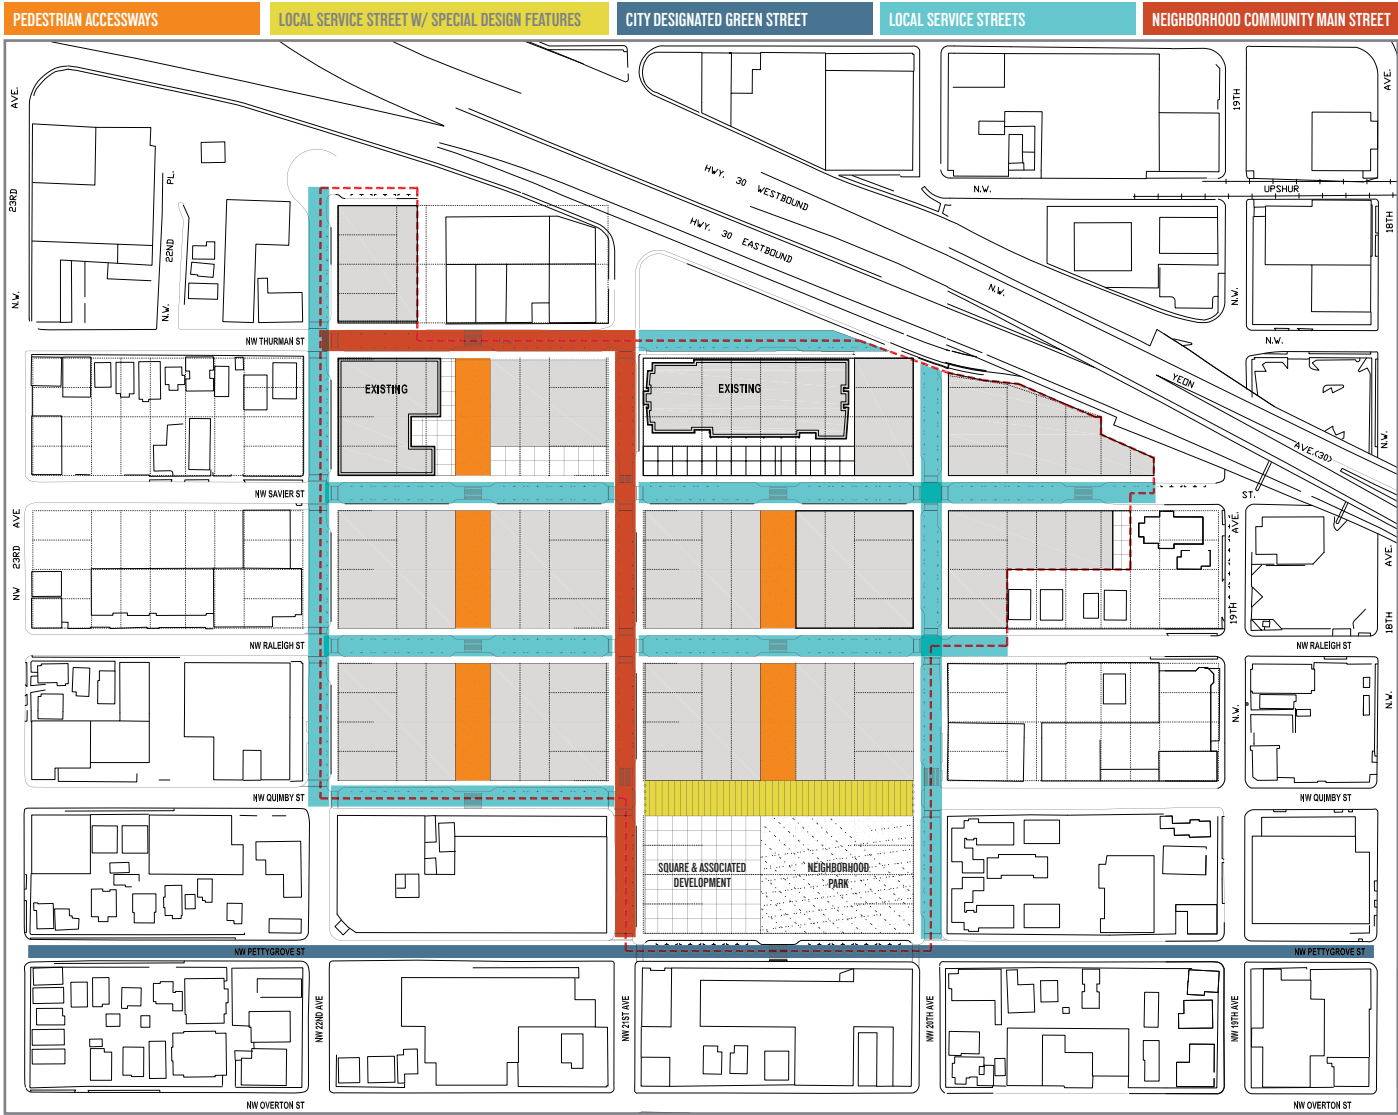 PEDESTRIAN ACCESSWAYS
LOCAL SERVICE STREET W/ SPECIAL DESIGN FEATURES
CITY DESIGNATED GREEN STREET
LOCAL SERVICE STREETS
NEIGHBORHOOD COMMUNITY MAIN STREET
N.W. 23RD AVE.
N.W. 22ND PL.
19TH
AVE.
HWY. 30 WESTBOUND
HWY. 30 EASTBOUND
N.W.
UPSHUR
18TH
N.W.
N.W.
NW THURMAN ST
N.W.
YEON
AVE.(30)
N.W.
EXISTING
EXISTING
NW SAVIER ST
ST.
NW 23RD AVE
19TH AVE.
18TH AVE.
NW RALEIGH ST
NW RALEIGH ST
N.W.
N.W.
NW QUIMBY ST
NW QUIMBY ST
SQUARE & ASSOCIATED
DEVELOPMENT
NEIGHBORHOOD
PARK
NW PETTYGROVE ST
NW PETTYGROVE ST
NW 22ND AVE
NW 21ST AVE
NW 20TH AVE
NW 19TH AVE
NW OVERTON ST
NW OVERTON ST